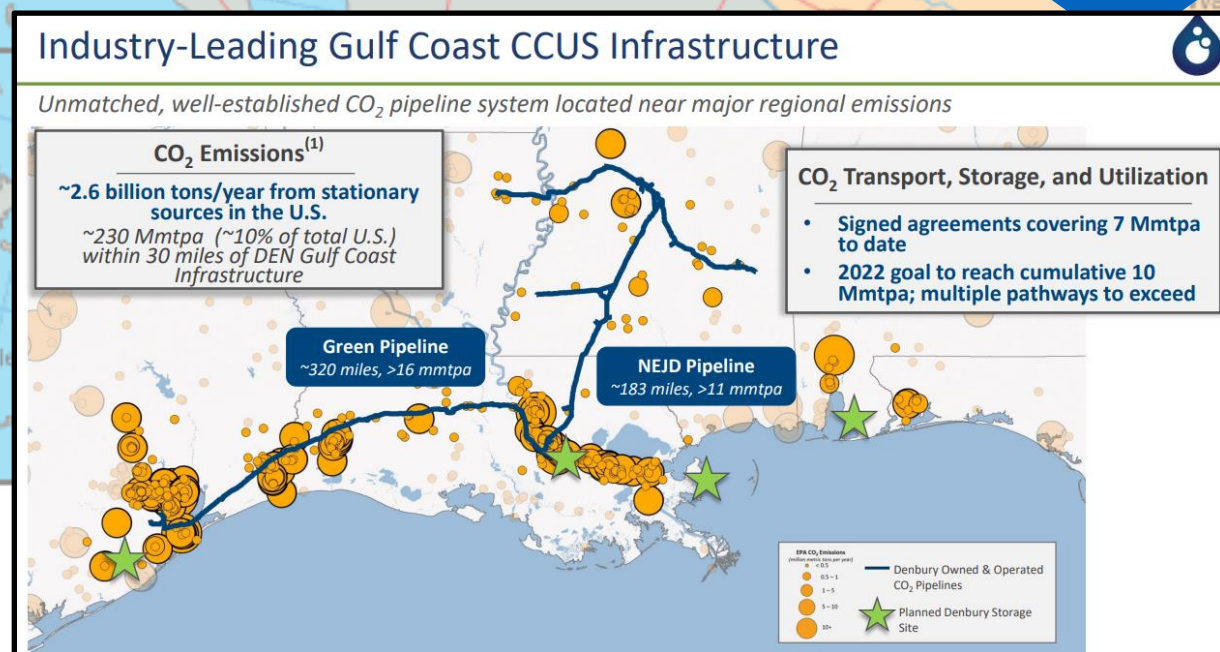 Industry-Leading Gulf Coast CCUS Infrastructure
Unmatched, well-established CO₂ pipeline system located near major regional emissions
CO₂ Emissions⁽¹⁾
~2.6 billion tons/year from stationary
sources in the U.S.
~230 Mmtpa (~10% of total U.S.)
within 30 miles of DEN Gulf Coast
Infrastructure
CO₂ Transport, Storage, and Utilization
• Signed agreements covering 7 Mmtpa
to date
• 2022 goal to reach cumulative 10
Mmtpa; multiple pathways to exceed
Green Pipeline
~320 miles, >16 mmtpa
NEJD Pipeline
~183 miles, >11 mmtpa
EPA CO₂ Emissions
(million metric tons per year)
< 0.5
0.5 – 1
1 – 5
5 – 10
10+
Denbury Owned & Operated
CO₂ Pipelines
Planned Denbury Storage
Site